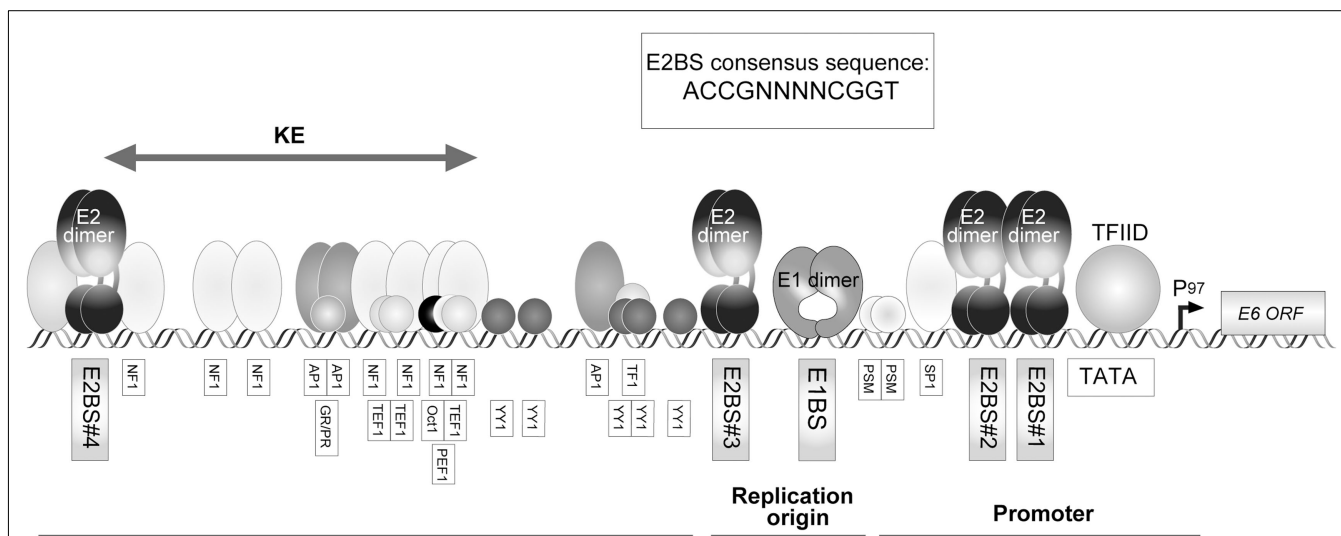 E2BS consensus sequence:
ACCGNNNNCGGT
KE
E2
dimer
E2
dimer
E1 dimer
E2
dimer
E2
dimer
TFIID
P97
E6 ORF
E2BS#4
NF1
NF1
NF1
AP1
AP1
GR/PR
NF1
NF1
NF1
NF1
TEF1
TEF1
Oct1
TEF1
PEF1
YY1
YY1
AP1
TF1
YY1
YY1
YY1
E2BS#3
E1BS
PSM
PSM
SP1
E2BS#2
E2BS#1
TATA
Replication
origin
Promoter